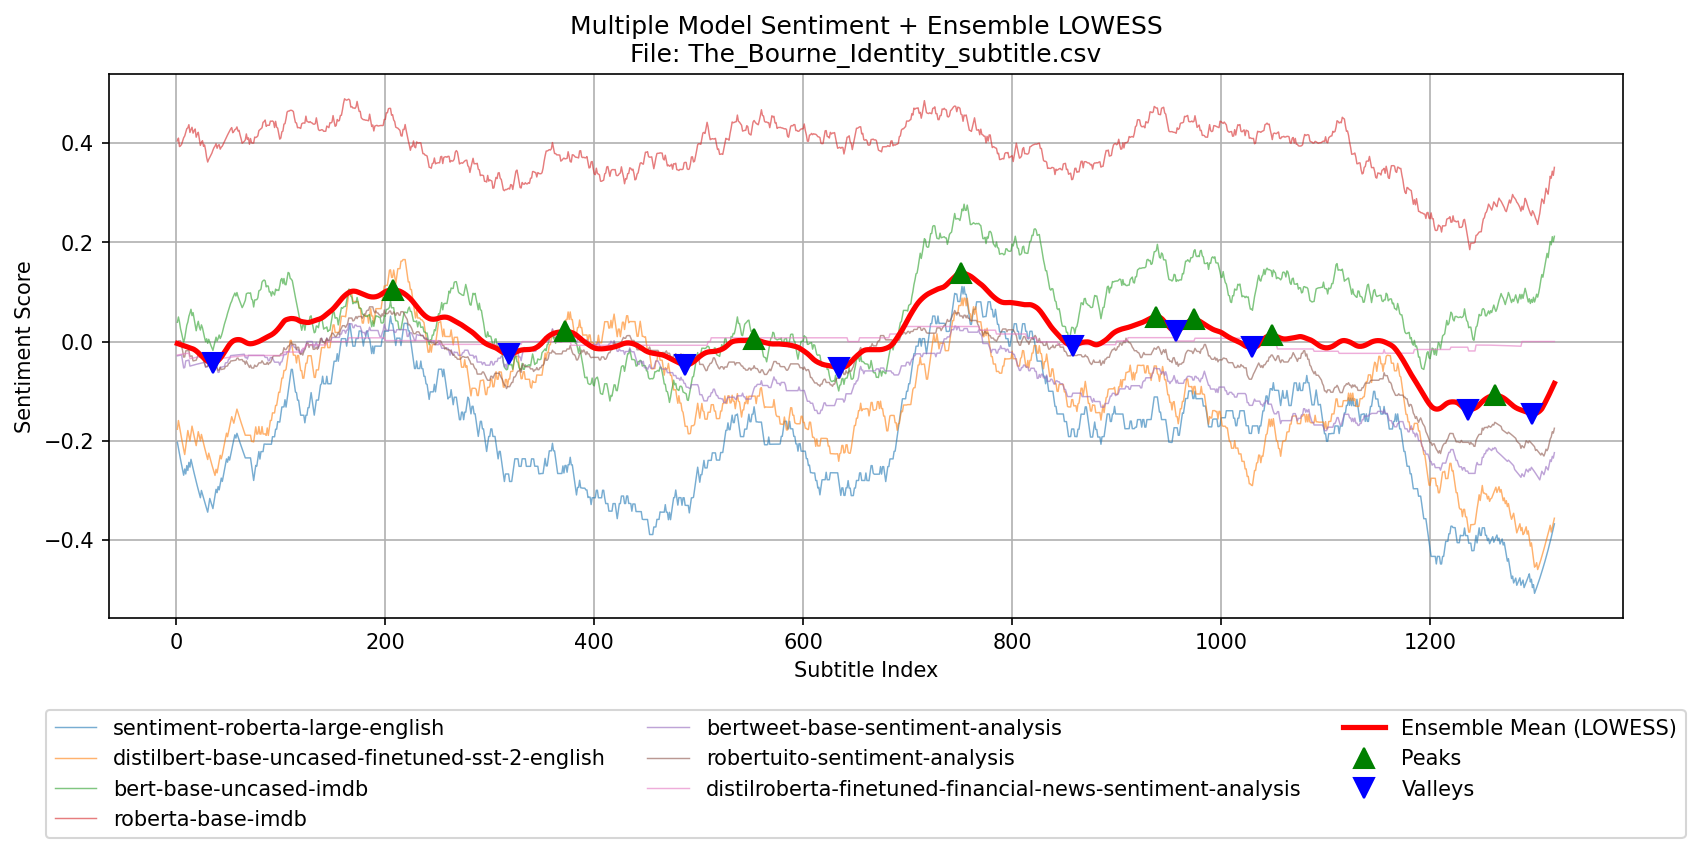 Multiple Model Sentiment + Ensemble LOWESS
File: The_Bourne_Identity_subtitle.csv
Sentiment Score
0.4
0.2
0.0
−0.2
−0.4
0 200 400 600 800 1000 1200
Subtitle Index
sentiment-roberta-large-english
distilbert-base-uncased-finetuned-sst-2-english
bert-base-uncased-imdb
roberta-base-imdb
bertweet-base-sentiment-analysis
robertuito-sentiment-analysis
distilroberta-finetuned-financial-news-sentiment-analysis
Ensemble Mean (LOWESS)
Peaks
Valleys